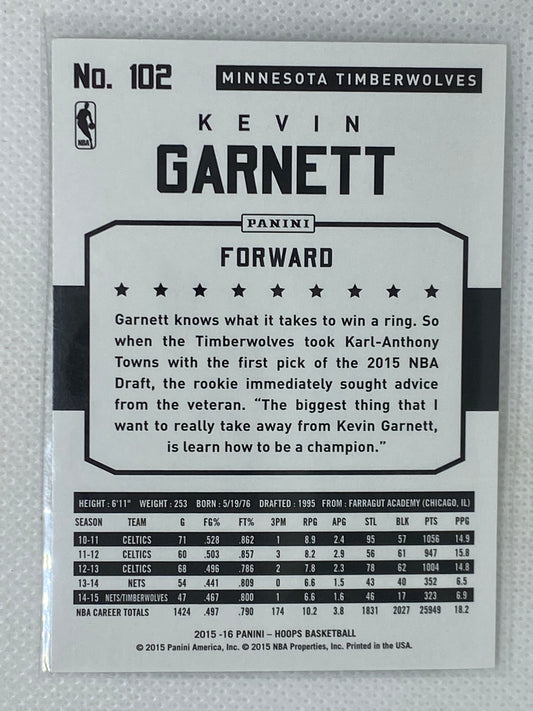 No. 102
MINNESOTA TIMBERWOLVES
NBA
KEVIN
GARNETT
PANINI
FORWARD
Garnett knows what it takes to win a ring. So
when the Timberwolves took Karl-Anthony
Towns with the first pick of the 2015 NBA
Draft, the rookie immediately sought advice
from the veteran. “The biggest thing that I
want to really take away from Kevin Garnett,
is learn how to be a champion.”
HEIGHT: 6'11" WEIGHT: 253 BORN: 5/19/76 DRAFTED: 1995 FROM: FARRAGUT ACADEMY (CHICAGO, IL)
SEASON TEAM G FG% FT% 3PM RPG APG STL BLK PTS PPG
10-11 CELTICS 71 .528 .862 1 8.9 2.4 95 57 1056 14.9
11-12 CELTICS 60 .503 .857 3 8.2 2.9 56 61 947 15.8
12-13 CELTICS 68 .496 .786 2 7.8 2.3 78 62 1004 14.8
13-14 NETS 54 .441 .809 0 6.6 1.5 43 40 352 6.5
14-15 NETS/TIMBERWOLVES 47 .467 .800 1 6.6 1.6 46 17 323 6.9
NBA CAREER TOTALS 1424 .497 .790 174 10.2 3.8 1831 2027 25949 18.2
2015 -16 PANINI – HOOPS BASKETBALL
© 2015 Panini America, Inc. © 2015 NBA Properties, Inc. Printed in the USA.